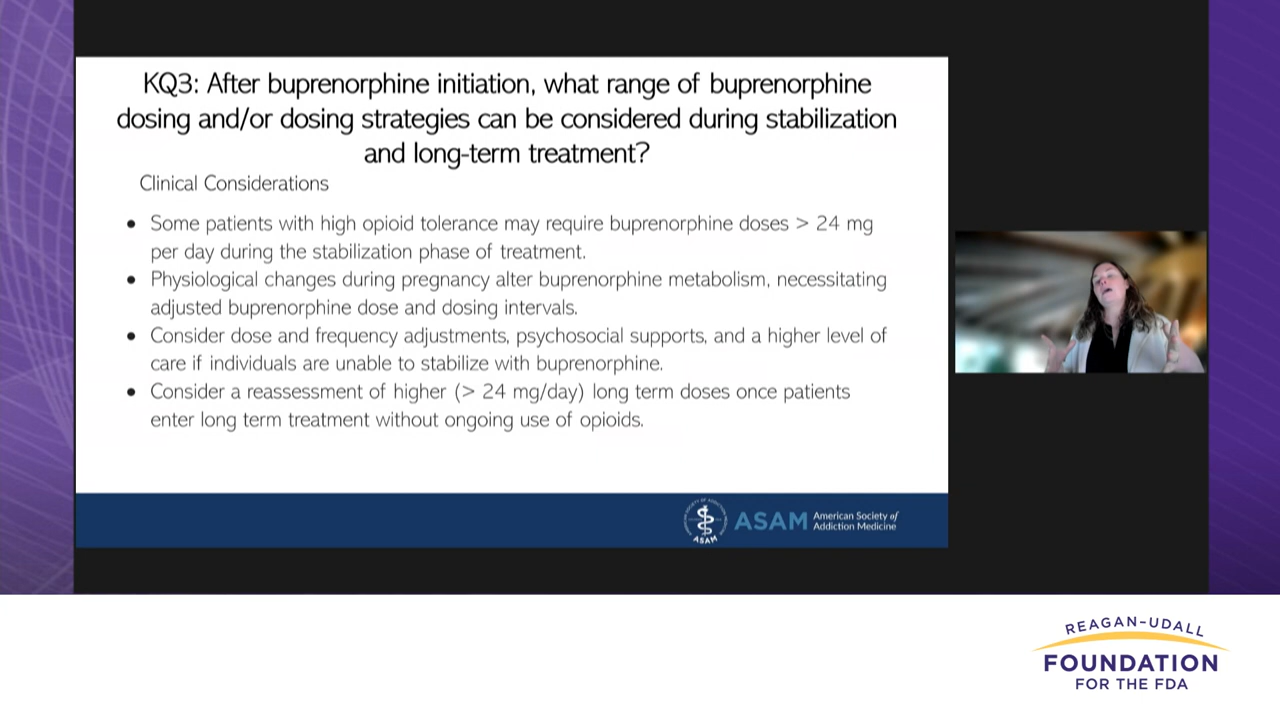 KQ3: After buprenorphine initiation, what range of buprenorphine
dosing and/or dosing strategies can be considered during stabilization
and long-term treatment?
Clinical Considerations
• Some patients with high opioid tolerance may require buprenorphine doses > 24 mg
per day during the stabilization phase of treatment.
• Physiological changes during pregnancy alter buprenorphine metabolism, necessitating
adjusted buprenorphine dose and dosing intervals.
• Consider dose and frequency adjustments, psychosocial supports, and a higher level of
care if individuals are unable to stabilize with buprenorphine.
• Consider a reassessment of higher (> 24 mg/day) long term doses once patients
enter long term treatment without ongoing use of opioids.
ASAM
ASAM
American Society of
Addiction Medicine
REAGAN-UDALL
FOUNDATION
FOR THE FDA